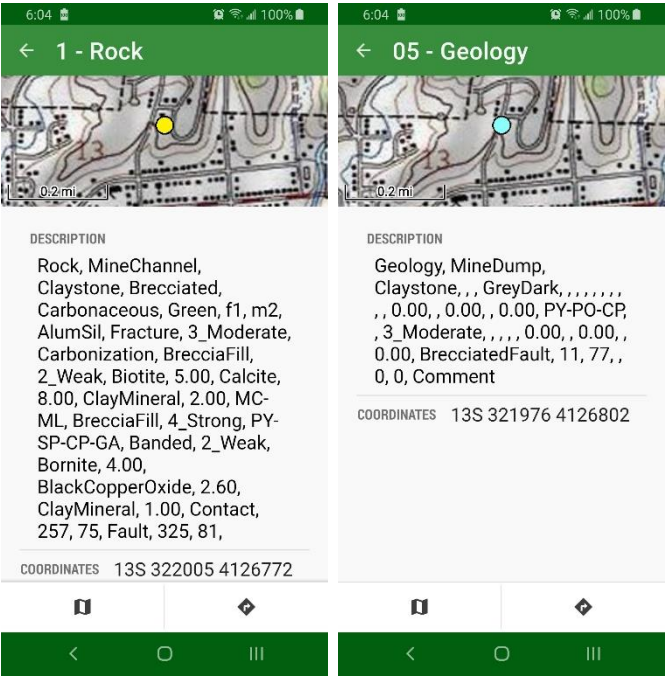 6:04
100%
1 - Rock
13
0.2 mi
DESCRIPTION
Rock, MineChannel,
Claystone, Brecciated,
Carbonaceous, Green, f1, m2,
AlumSil, Fracture, 3_Moderate,
Carbonization, BrecciaFill,
2_Weak, Biotite, 5.00, Calcite,
8.00, ClayMineral, 2.00, MC-
ML, BrecciaFill, 4_Strong, PY-
SP-CP-GA, Banded, 2_Weak,
Bornite, 4.00,
BlackCopperOxide, 2.60,
ClayMineral, 1.00, Contact,
257, 75, Fault, 325, 81,
COORDINATES 13S 322005 4126772
6:04
100%
05 - Geology
13
0.2 mi
DESCRIPTION
Geology, MineDump,
Claystone, , , GreyDark, , , , , , , ,
, , 0.00, , 0.00, , 0.00, PY-PO-CP,
, 3_Moderate, , , , , 0.00, , 0.00, ,
0.00, BrecciatedFault, 11, 77, ,
0, 0, Comment
COORDINATES 13S 321976 4126802